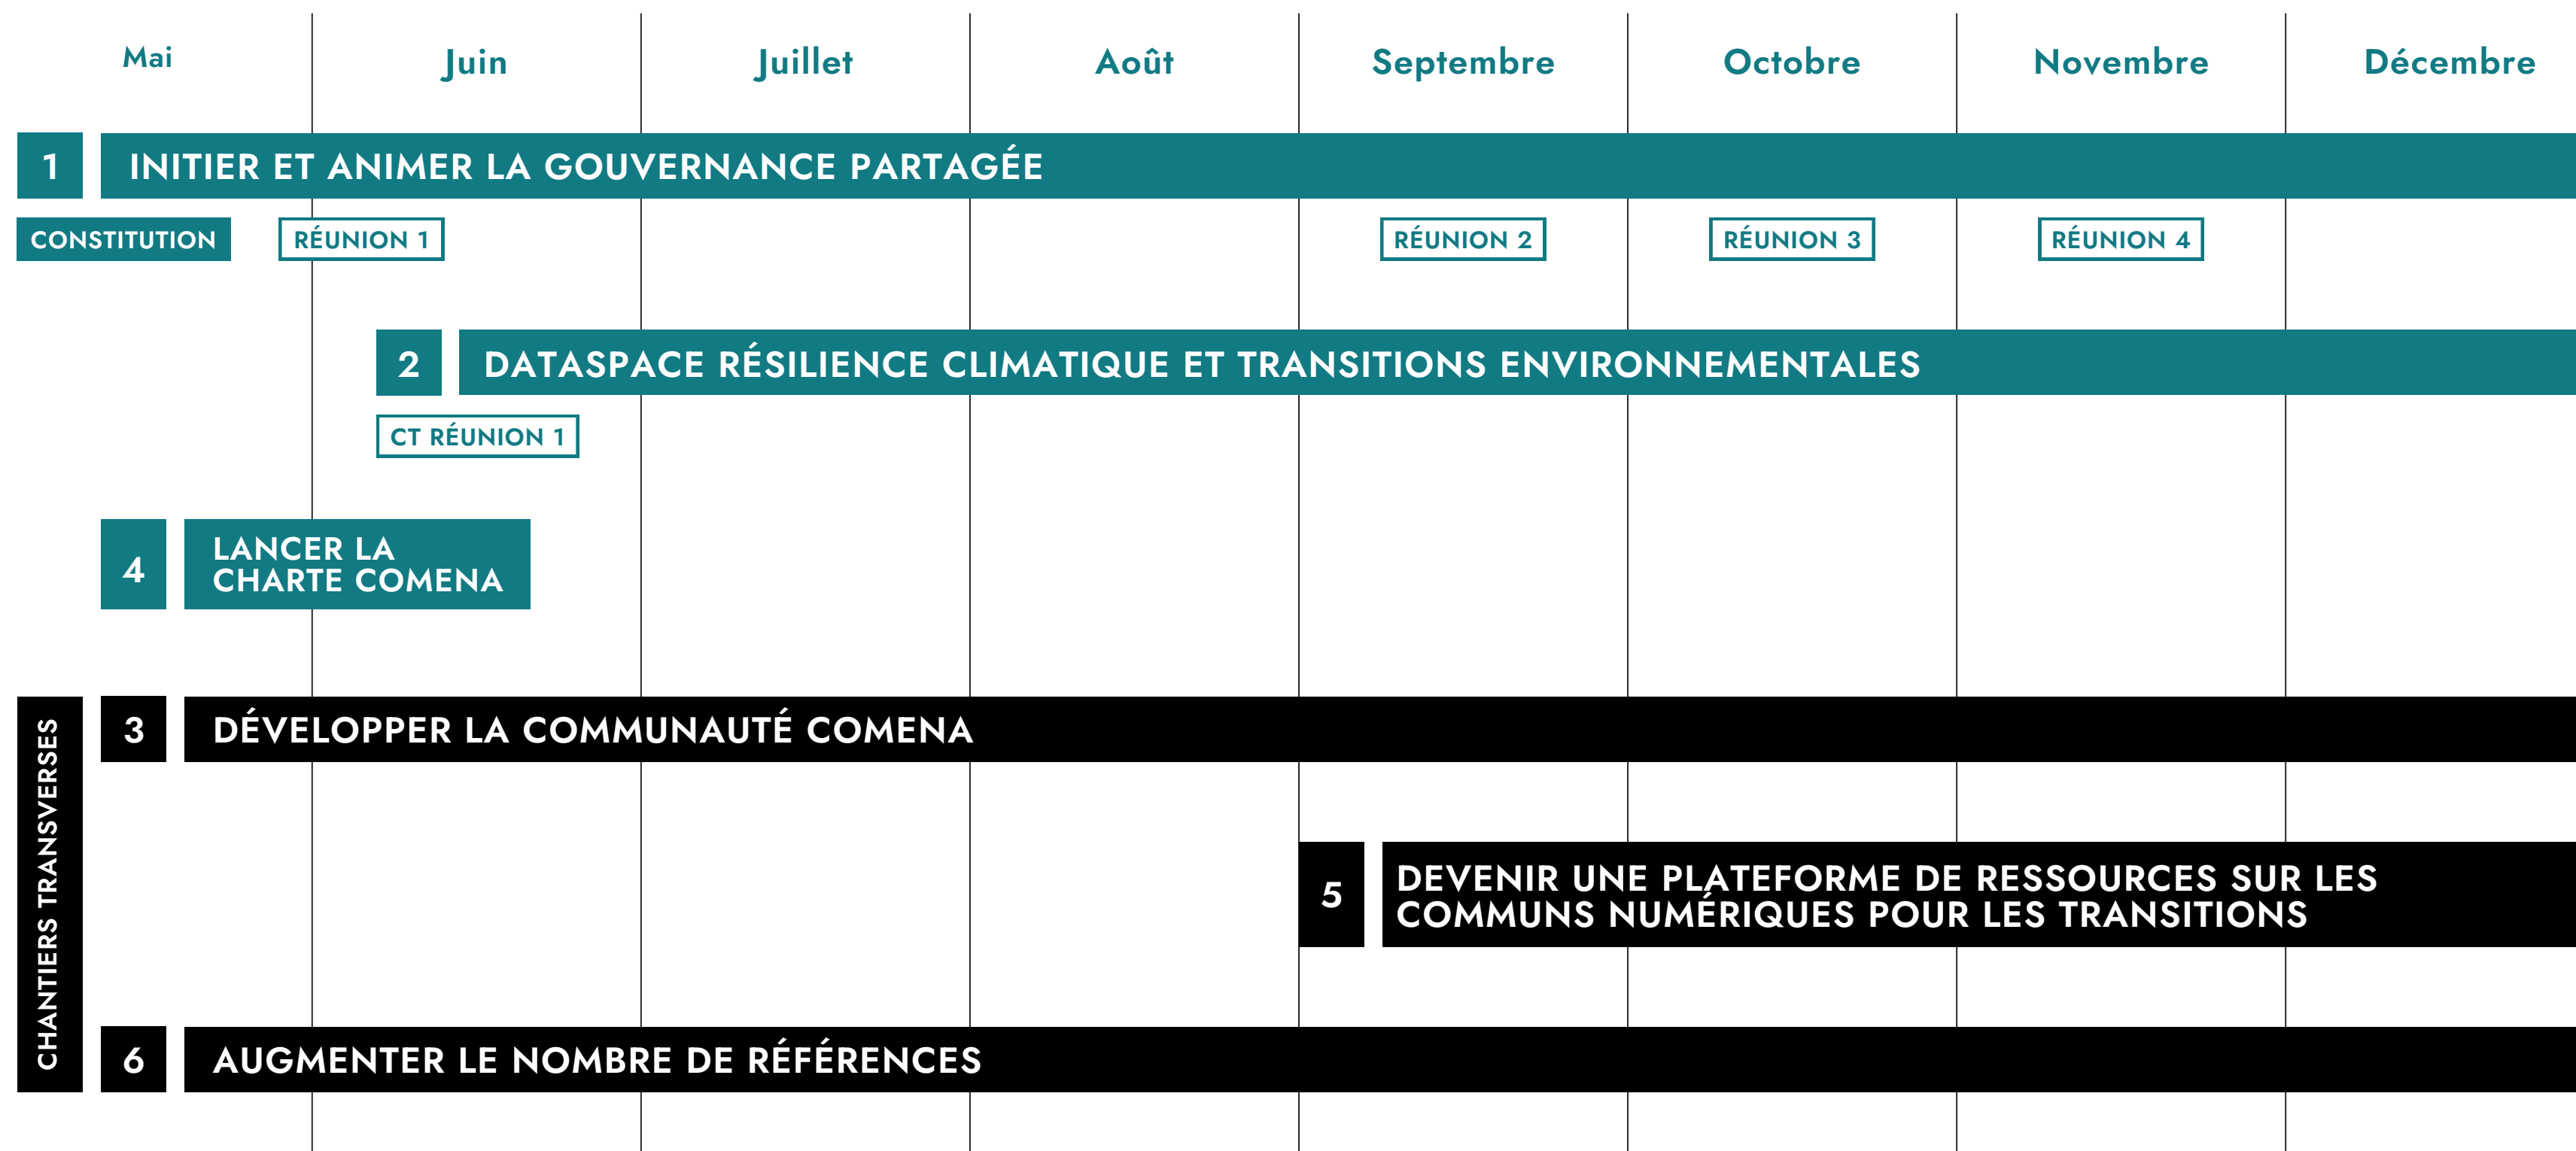 Mai
Juin
Juillet
Août
Septembre
Octobre
Novembre
Décembre
1
INITIER ET ANIMER LA GOUVERNANCE PARTAGÉE
CONSTITUTION
RÉUNION 1
RÉUNION 2
RÉUNION 3
RÉUNION 4
2
DATASPACE RÉSILIENCE CLIMATIQUE ET TRANSITIONS ENVIRONNEMENTALES
CT RÉUNION 1
4
LANCER LA
CHARTE COMENA
CHANTIERS TRANSVERSES
3
DÉVELOPPER LA COMMUNAUTÉ COMENA
5
DEVENIR UNE PLATEFORME DE RESSOURCES SUR LES
COMMUNS NUMÉRIQUES POUR LES TRANSITIONS
6
AUGMENTER LE NOMBRE DE RÉFÉRENCES